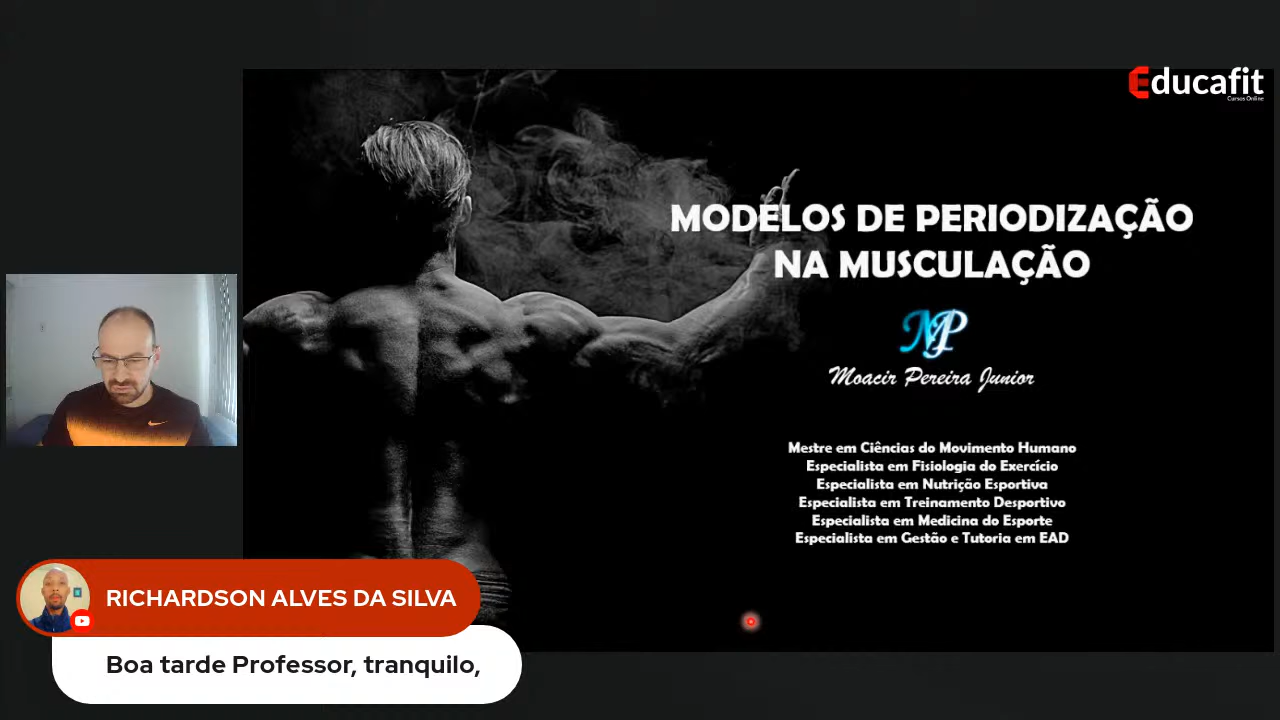 Educafit
Cursos Online
MODELOS DE PERIODIZAÇÃO
NA MUSCULAÇÃO
MPJ
Moacir Pereira Junior
Mestre em Ciências do Movimento Humano
Especialista em Fisiologia do Exercício
Especialista em Nutrição Esportiva
Especialista em Treinamento Desportivo
Especialista em Medicina do Esporte
Especialista em Gestão e Tutoria em EAD
RICHARDSON ALVES DA SILVA
Boa tarde Professor, tranquilo,